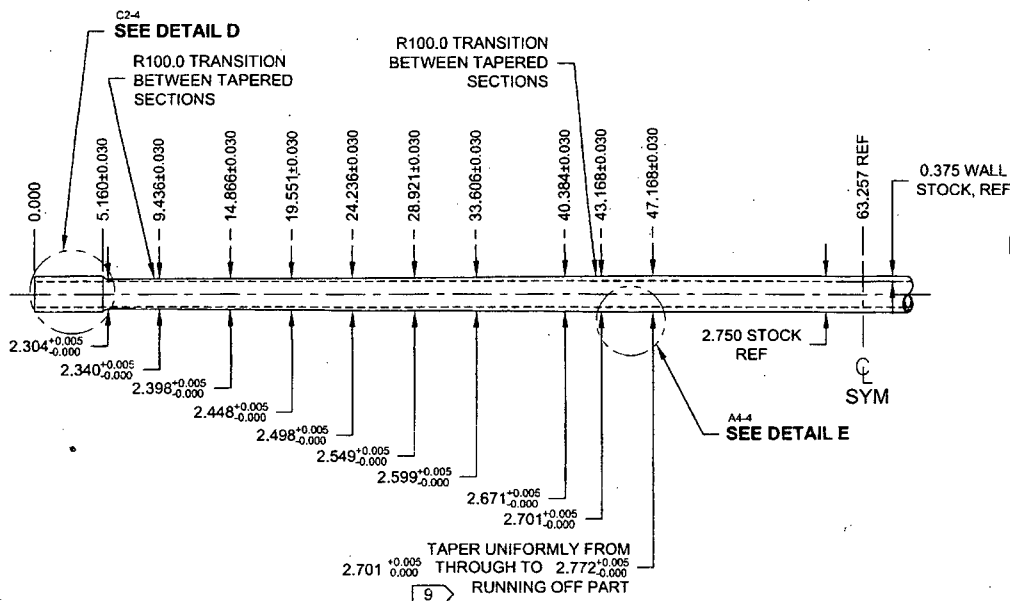 C2-4
SEE DETAIL D
R100.0 TRANSITION
BETWEEN TAPERED
SECTIONS
R100.0 TRANSITION
BETWEEN TAPERED
SECTIONS
0.000
5.160±0.030
9.436±0.030
14.866±0.030
19.551±0.030
24.236±0.030
28.921±0.030
33.606±0.030
40.384±0.030
43.168±0.030
47.168±0.030
63.257 REF
0.375 WALL
STOCK, REF
2.304 +0.005 -0.000
2.340 +0.005 -0.000
2.398 +0.005 -0.000
2.448 +0.005 -0.000
2.498 +0.005 -0.000
2.549 +0.005 -0.000
2.599 +0.005 -0.000
2.671 +0.005 -0.000
2.701 +0.005 -0.000
2.750 STOCK
REF
CL
SYM
A4-4
SEE DETAIL E
TAPER UNIFORMLY FROM
2.701 +0.005 0.000 THROUGH TO 2.772 +0.005 -0.000
RUNNING OFF PART
9